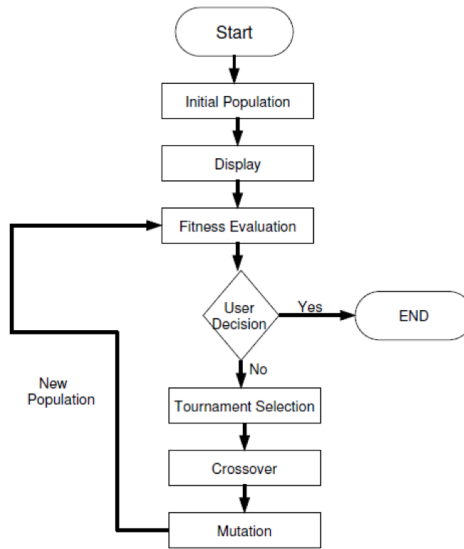 Start
Initial Population
Display
Fitness Evaluation
User
Decision
Yes
END
No
New
Population
Tournament Selection
Crossover
Mutation